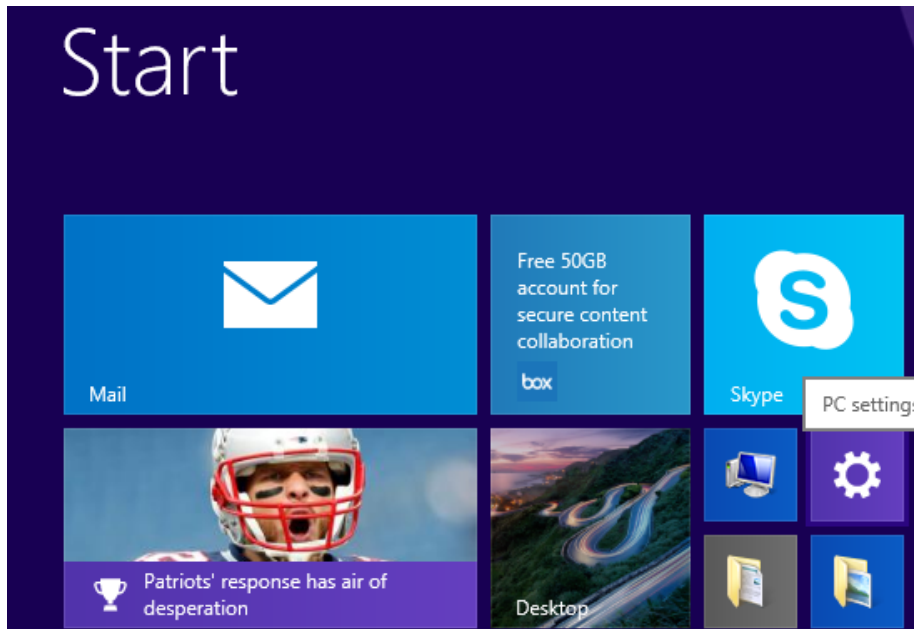 Start
Free 50GB
account for
secure content
collaboration
box
Mail
Skype
PC settings
Patriots' response has air of
desperation
Desktop